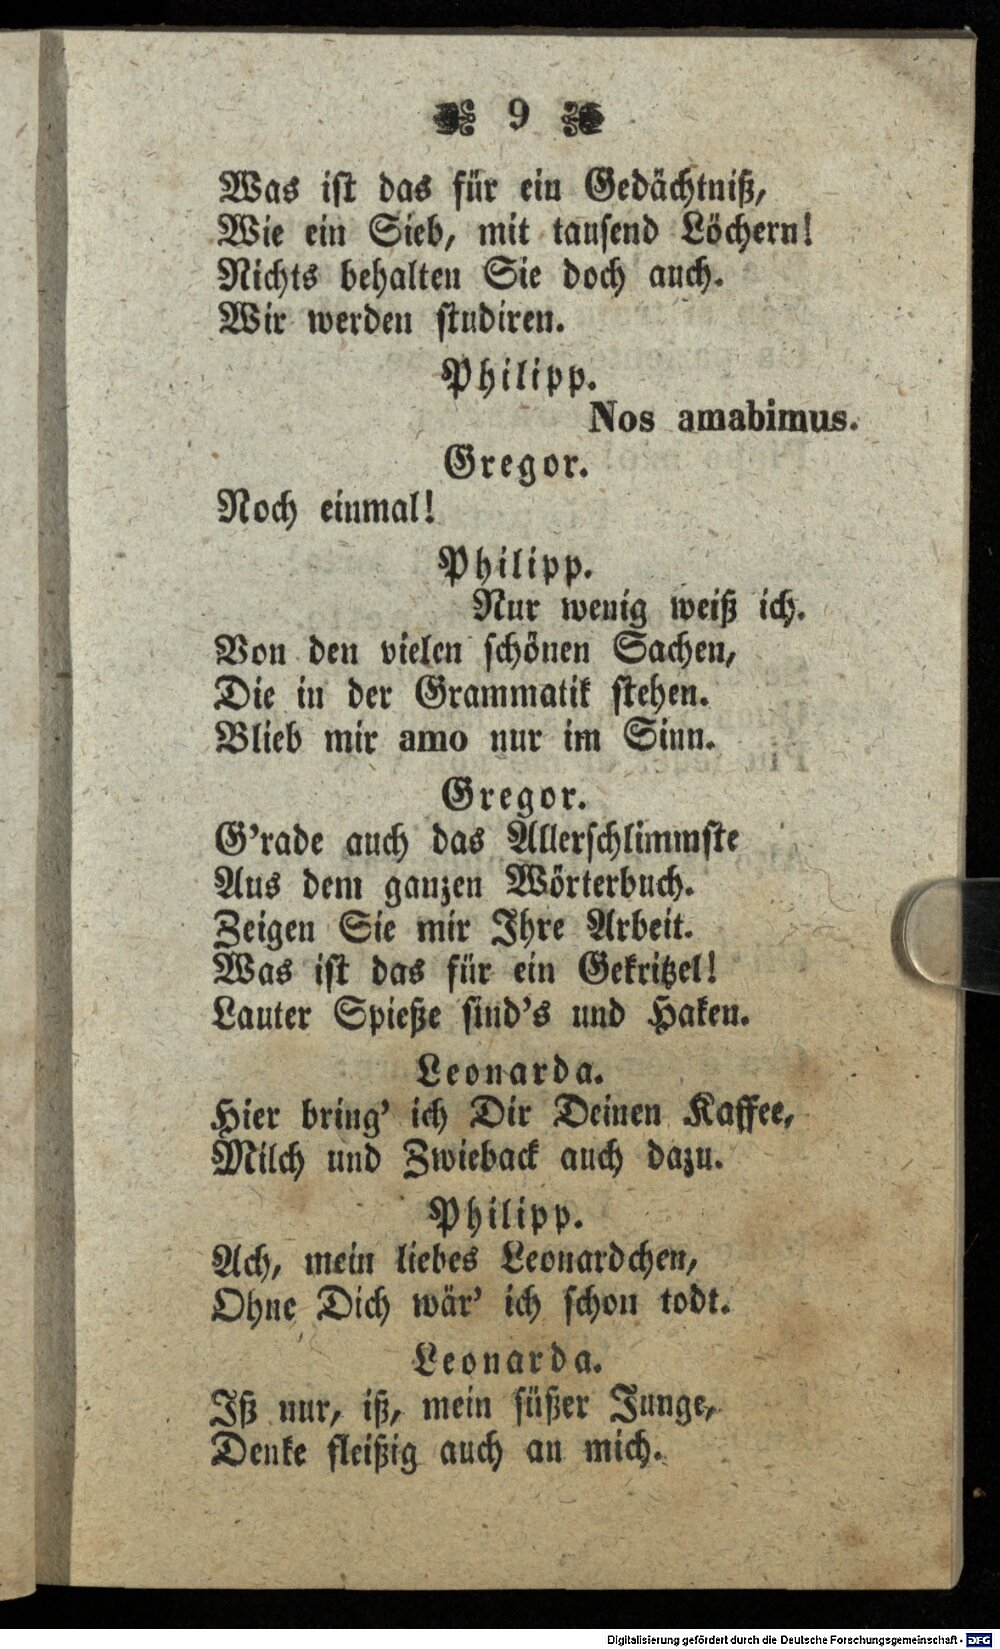 9
Was ist das für ein Gedächtniß,
Wie ein Sieb, mit tausend Löchern!
Nichts behalten Sie doch auch.
Wir werden studiren.
Philipp.
Nos amabimus.
Gregor.
Noch einmal!
Philipp.
Nur wenig weiß ich.
Von den vielen schönen Sachen,
Die in der Grammatik stehen.
Blieb mir amo nur im Sinn.
Gregor.
G'rade auch das Allerschlimmste
Aus dem ganzen Wörterbuch.
Zeigen Sie mir Ihre Arbeit.
Was ist das für ein Gekritzel!
Lauter Spieße sind's und Haken.
Leonarda.
Hier bring' ich Dir Deinen Kaffee,
Milch und Zwieback auch dazu.
Philipp.
Ach, mein liebes Leonardchen,
Ohne Dich wär' ich schon todt.
Leonarda.
Iß nur, iß, mein süßer Junge,
Denke fleißig auch an mich.
Digitalisierung gefördert durch die Deutsche Forschungsgemeinschaft - DFG